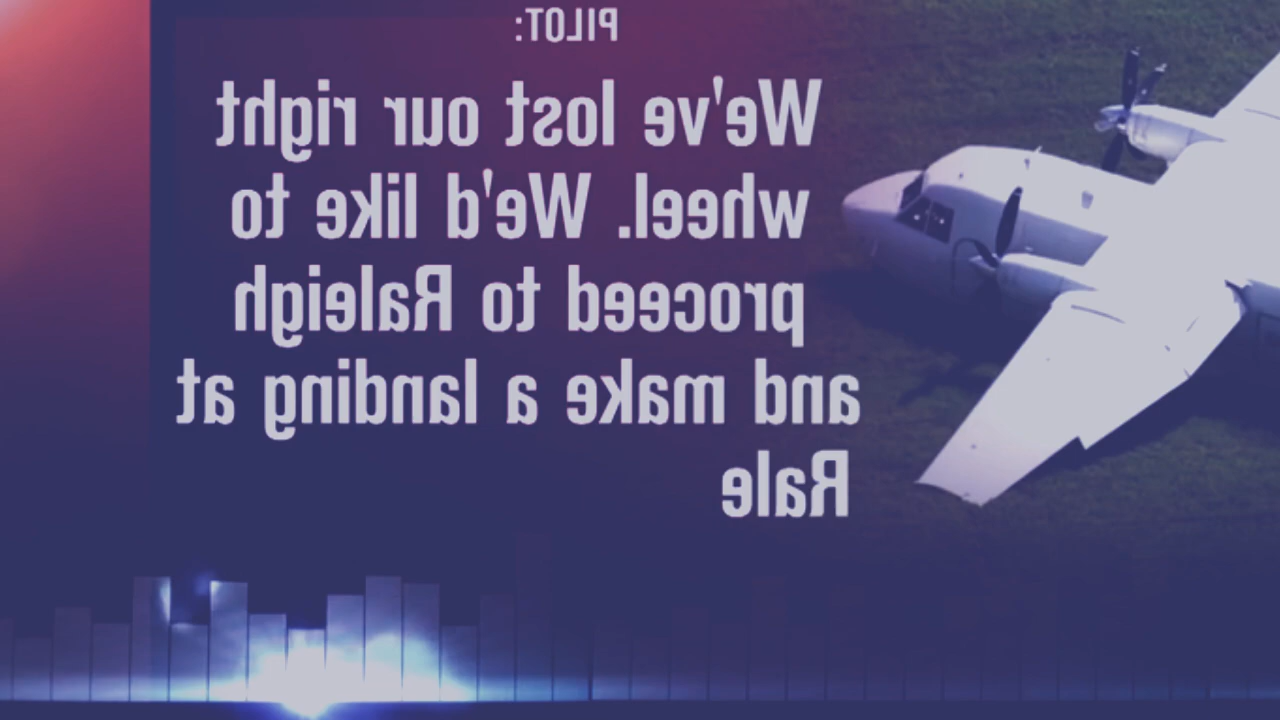 PILOT:
We've lost our right
wheel. We'd like to
proceed to Raleigh
and make a landing at
Rale